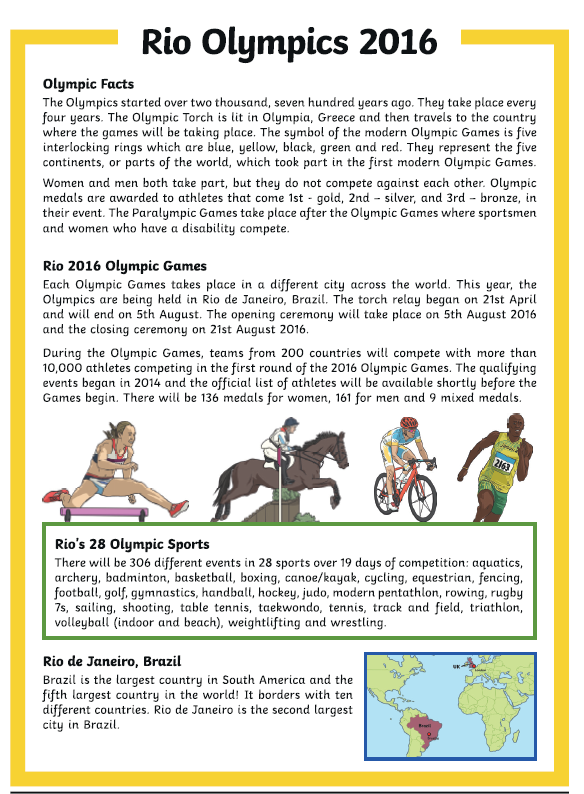 Rio Olympics 2016
Olympic Facts
The Olympics started over two thousand, seven hundred years ago. They take place every
four years. The Olympic Torch is lit in Olympia, Greece and then travels to the country
where the games will be taking place. The symbol of the modern Olympic Games is five
interlocking rings which are blue, yellow, black, green and red. They represent the five
continents, or parts of the world, which took part in the first modern Olympic Games.
Women and men both take part, but they do not compete against each other. Olympic
medals are awarded to athletes that come 1st - gold, 2nd – silver, and 3rd – bronze, in
their event. The Paralympic Games take place after the Olympic Games where sportsmen
and women who have a disability compete.
Rio 2016 Olympic Games
Each Olympic Games takes place in a different city across the world. This year, the
Olympics are being held in Rio de Janeiro, Brazil. The torch relay began on 21st April
and will end on 5th August. The opening ceremony will take place on 5th August 2016
and the closing ceremony on 21st August 2016.
During the Olympic Games, teams from 200 countries will compete with more than
10,000 athletes competing in the first round of the 2016 Olympic Games. The qualifying
events began in 2014 and the official list of athletes will be available shortly before the
Games begin. There will be 136 medals for women, 161 for men and 9 mixed medals.
2163
Rio's 28 Olympic Sports
There will be 306 different events in 28 sports over 19 days of competition: aquatics,
archery, badminton, basketball, boxing, canoe/kayak, cycling, equestrian, fencing,
football, golf, gymnastics, handball, hockey, judo, modern pentathlon, rowing, rugby
7s, sailing, shooting, table tennis, taekwondo, tennis, track and field, triathlon,
volleyball (indoor and beach), weightlifting and wrestling.
Rio de Janeiro, Brazil
Brazil is the largest country in South America and the
fifth largest country in the world! It borders with ten
different countries. Rio de Janeiro is the second largest
city in Brazil.
UK
London
Brazil